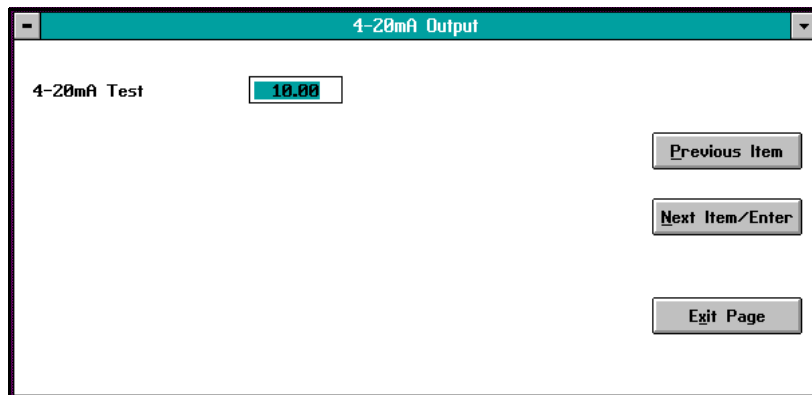 4-20mA Output
4-20mA Test 10.00
Previous Item
Next Item/Enter
Exit Page